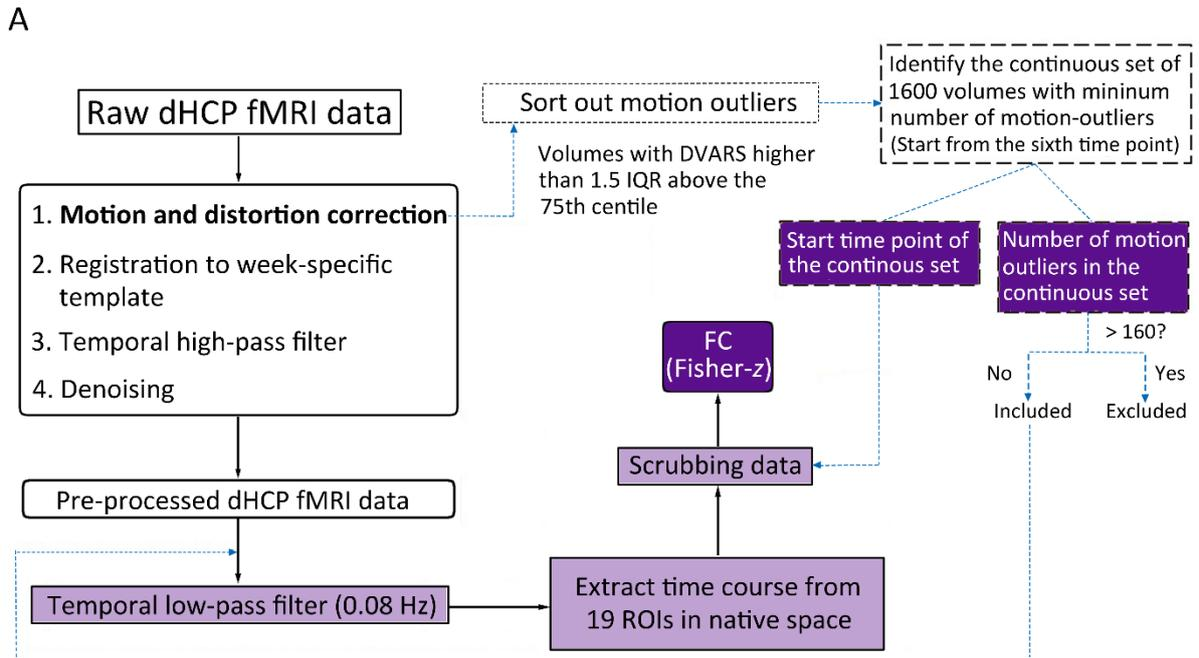 A
Raw dHCP fMRI data
1. Motion and distortion correction
2. Registration to week-specific
template
3. Temporal high-pass filter
4. Denoising
Pre-processed dHCP fMRI data
Temporal low-pass filter (0.08 Hz)
Extract time course from
19 ROIs in native space
Scrubbing data
FC
(Fisher-z)
Sort out motion outliers
Volumes with DVARS higher
than 1.5 IQR above the
75th centile
Identify the continuous set of
1600 volumes with mininum
number of motion-outliers
(Start from the sixth time point)
Start time point of
the continous set
Number of motion
outliers in the
continuous set
> 160?
No
Yes
Included
Excluded